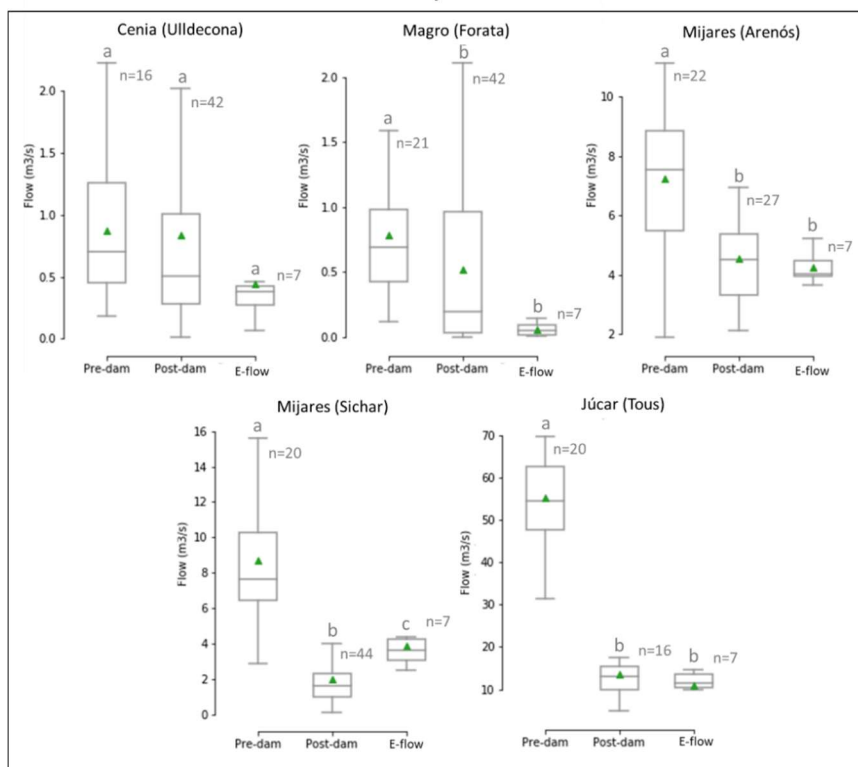 Cenia (Ulldecona)
a
n=16
a
n=42
a
n=7
Flow (m3/s)
2.0
1.5
1.0
0.5
0.0
Pre-dam Post-dam E-flow
Magro (Forata)
a
n=21
b
n=42
b
n=7
Flow (m3/s)
2.0
1.5
1.0
0.5
0.0
Pre-dam Post-dam E-flow
Mijares (Arenós)
a
n=22
b
n=27
b
n=7
Flow (m3/s)
10
8
6
4
2
Pre-dam Post-dam E-flow
Mijares (Sichar)
a
n=20
b
n=44
c
n=7
Flow (m3/s)
16
14
12
10
8
6
4
2
0
Pre-dam Post-dam E-flow
Júcar (Tous)
a
n=20
b
n=16
b
n=7
Flow (m3/s)
70
60
50
40
30
20
10
Pre-dam Post-dam E-flow